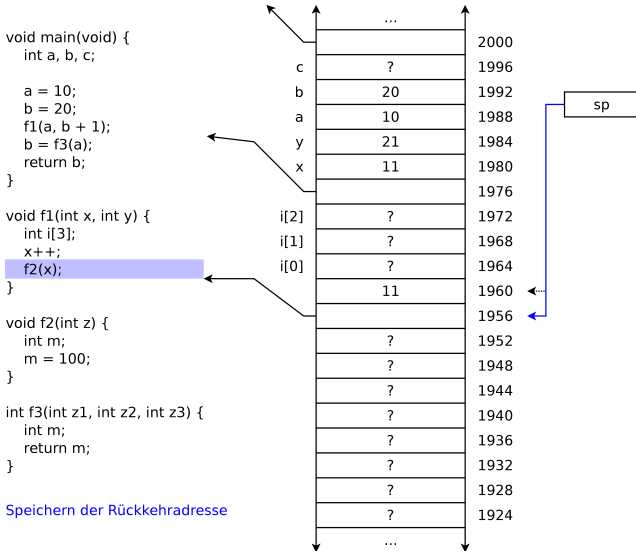 void main(void) {
int a, b, c;
a = 10;
b = 20;
f1(a, b + 1);
b = f3(a);
return b;
}
void f1(int x, int y) {
int i[3];
x++;
f2(x);
}
void f2(int z) {
int m;
m = 100;
}
int f3(int z1, int z2, int z3) {
int m;
return m;
}
Speichern der Rückkehradresse
...
2000
c ? 1996
b 20 1992
a 10 1988
y 21 1984
x 11 1980
1976
i[2] ? 1972
i[1] ? 1968
i[0] ? 1964
11 1960
1956
? 1952
? 1948
? 1944
? 1940
? 1936
? 1932
? 1928
? 1924
...
sp